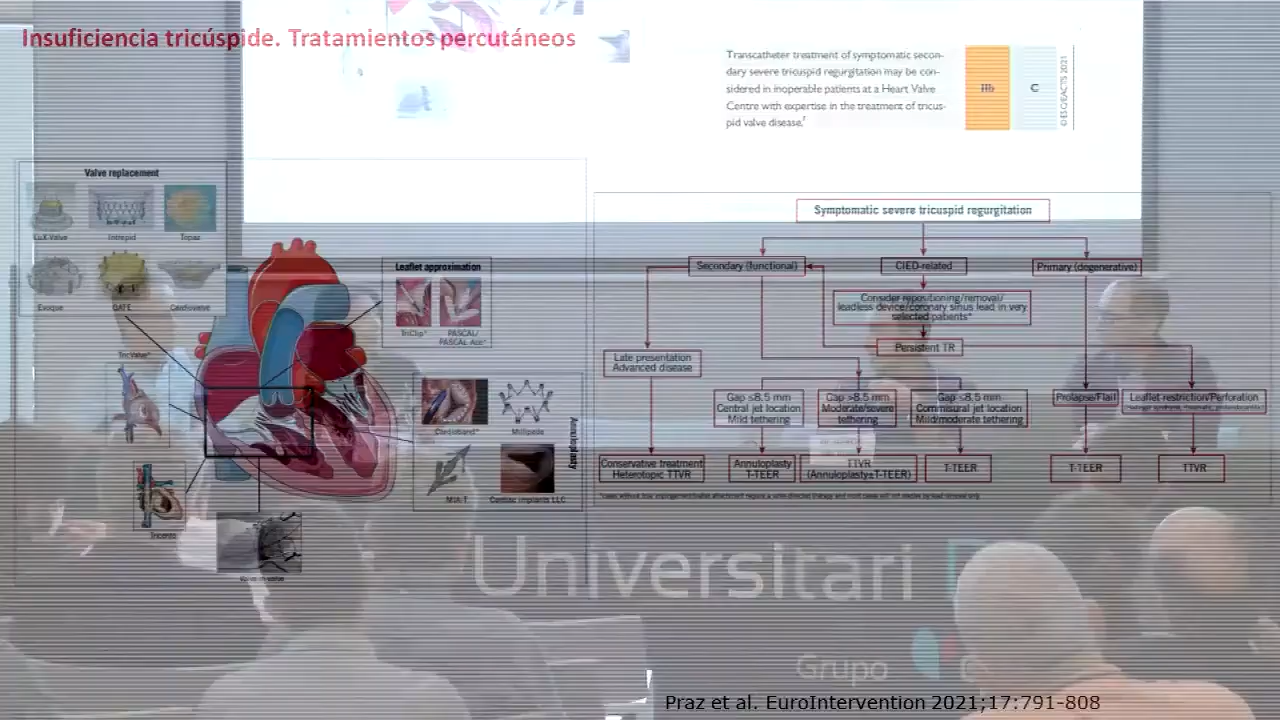 Insuficiencia tricúspide. Tratamientos percutáneos
Transcatheter treatment of symptomatic secon-
dary severe tricuspid regurgitation may be con-
sidered in inoperable patients at a Heart Valve
Centre with expertise in the treatment of tricus-
pid valve disease.
IIb
C
©ESC/EACTS 2021
Valve replacement
LuX-Valve
Intrepid
Topaz
Evoque
GATE
Cardiovalve
TricValve*
Tricento
Leaflet approximation
TriClip*
PASCAL/
PASCAL Ace*
Cardioband*
Millipede
MIA-T
Cardiac implants LLC
Annuloplasty
Symptomatic severe tricuspid regurgitation
Secondary (functional)
CIED-related
Primary (degenerative)
Consider repositioning/removal/
leadless device/coronary sinus lead in very
selected patients*
Persistent TR
Late presentation
Advanced disease
Gap ≤8.5 mm
Central jet location
Mild tethering
Gap >8.5 mm
Moderate/severe
tethering
Gap ≤8.5 mm
Commisural jet location
Mild/moderate tethering
Prolapse/Flail
Leaflet restriction/Perforation
Conservative treatment
Heterotopic TTVR
Annuloplasty
T-TEER
TTVR
(Annuloplasty±T-TEER)
T-TEER
T-TEER
TTVR
Universitari
Grupo
Praz et al. EuroIntervention 2021;17:791-808